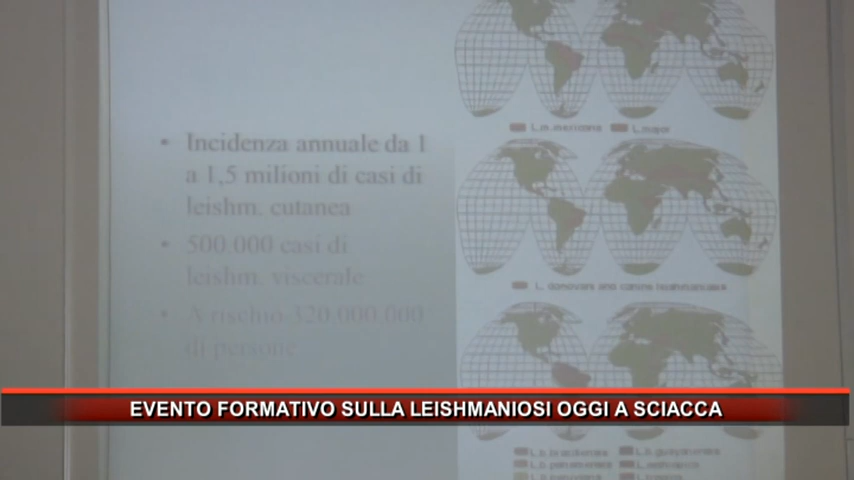 • Incidenza annuale da 1
a 1,5 milioni di casi di
leishm. cutanea
• 500.000 casi di
leishm. viscerale
• A rischio 320.000.000
di persone
L.m.mexicana L.major
L. donovani and canine leishmaniasis
EVENTO FORMATIVO SULLA LEISHMANIOSI OGGI A SCIACCA